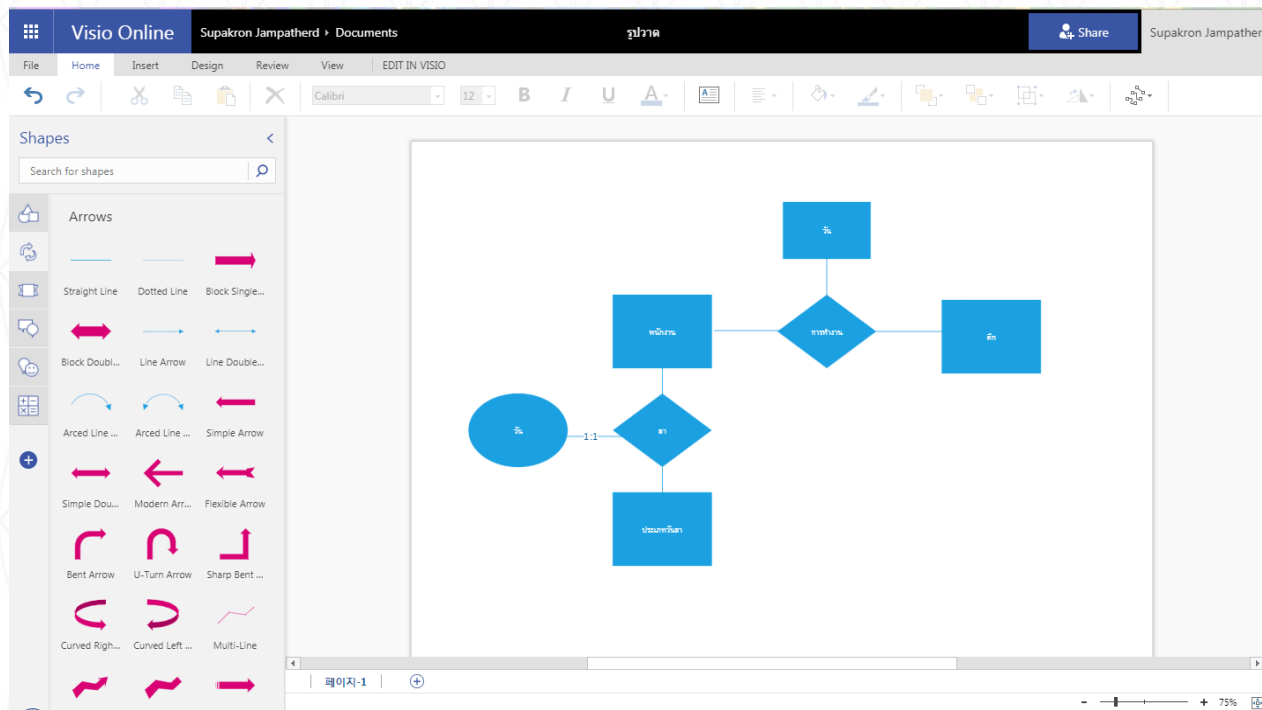 Visio Online
Supakron Jampatherd › Documents
รูปวาด
Share
Supakron Jampather
File
Home
Insert
Design
Review
View
EDIT IN VISIO
Calibri
12
B
I
U
A
Shapes
Search for shapes
Arrows
Straight Line
Dotted Line
Block Single...
Block Doubl...
Line Arrow
Line Double...
Arced Line ...
Arced Line ...
Simple Arrow
Simple Dou...
Modern Arr...
Flexible Arrow
Bent Arrow
U-Turn Arrow
Sharp Bent ...
Curved Righ...
Curved Left ...
Multi-Line
วัน
พนักงาน
การทำงาน
ตึก
วัน
1:1
ลา
ประเภทวันลา
페이지-1
75%